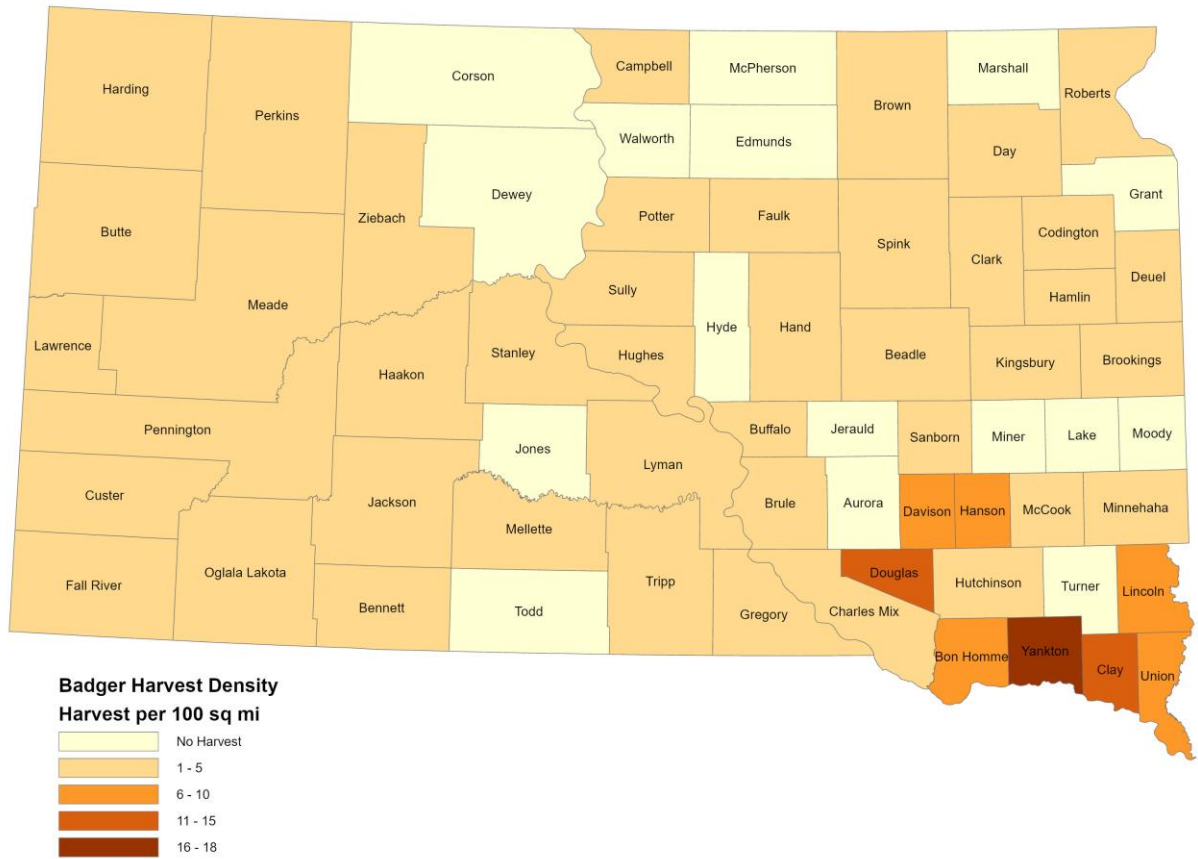 Harding
Perkins
Corson
Campbell
McPherson
Brown
Marshall
Roberts
Walworth
Edmunds
Day
Dewey
Grant
Butte
Ziebach
Potter
Faulk
Spink
Clark
Codington
Deuel
Meade
Sully
Hamlin
Hyde
Hand
Lawrence
Stanley
Hughes
Beadle
Kingsbury
Brookings
Haakon
Pennington
Jones
Lyman
Buffalo
Jerauld
Sanborn
Miner
Lake
Moody
Custer
Jackson
Mellette
Brule
Aurora
Davison
Hanson
McCook
Minnehaha
Fall River
Oglala Lakota
Bennett
Todd
Tripp
Gregory
Charles Mix
Douglas
Hutchinson
Turner
Lincoln
Bon Homme
Yankton
Clay
Union
Badger Harvest Density
Harvest per 100 sq mi
No Harvest
1 - 5
6 - 10
11 - 15
16 - 18